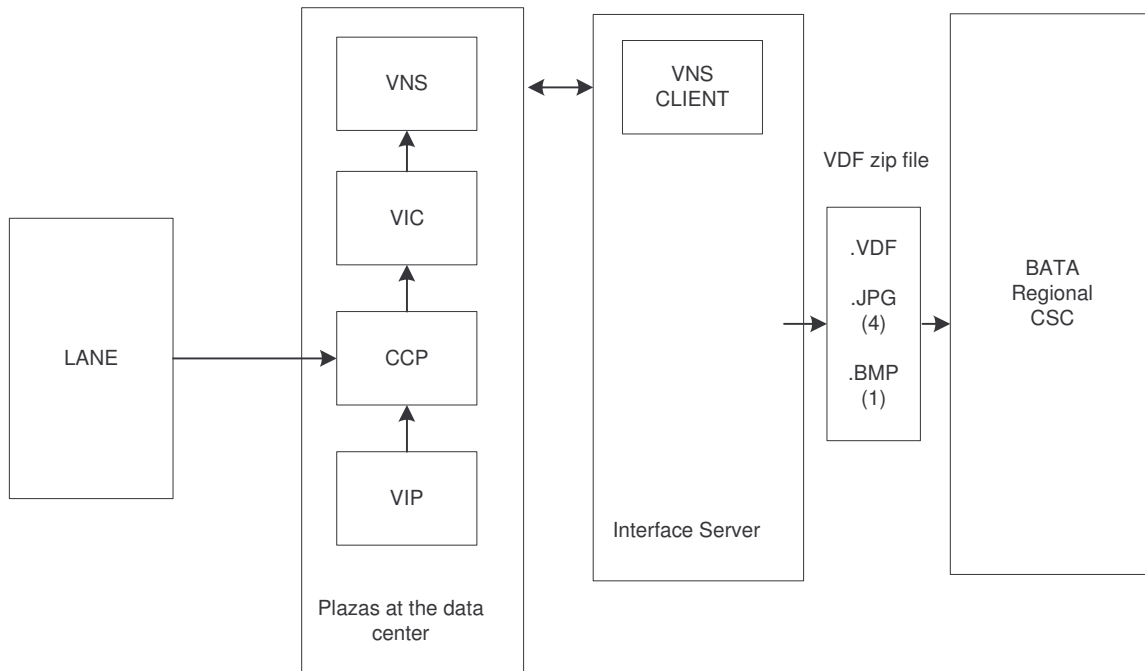 LANE
VNS
VIC
CCP
VIP
Plazas at the data
center
VNS
CLIENT
Interface Server
VDF zip file
.VDF
.JPG
(4)
.BMP
(1)
BATA
Regional
CSC